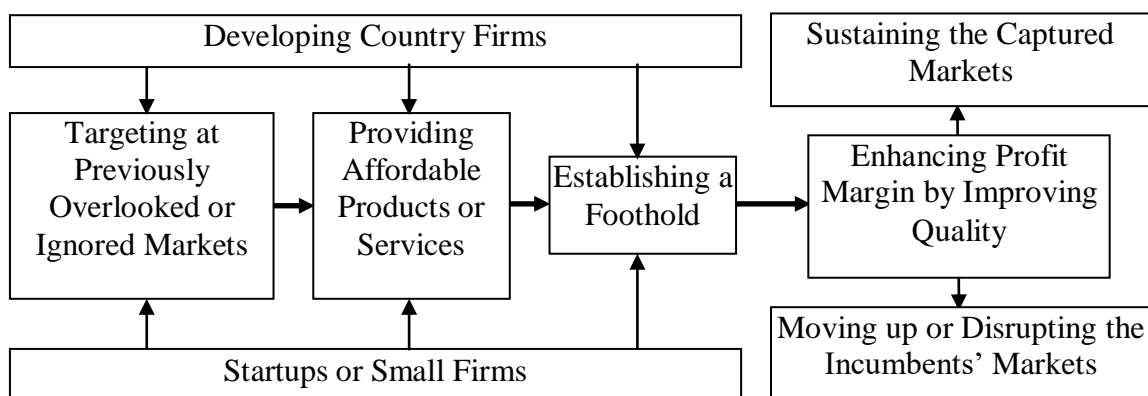 Developing Country Firms
Sustaining the Captured
Markets
Targeting at
Previously
Overlooked or
Ignored Markets
Providing
Affordable
Products or
Services
Establishing a
Foothold
Enhancing Profit
Margin by Improving
Quality
Moving up or Disrupting the
Incumbents’ Markets
Startups or Small Firms